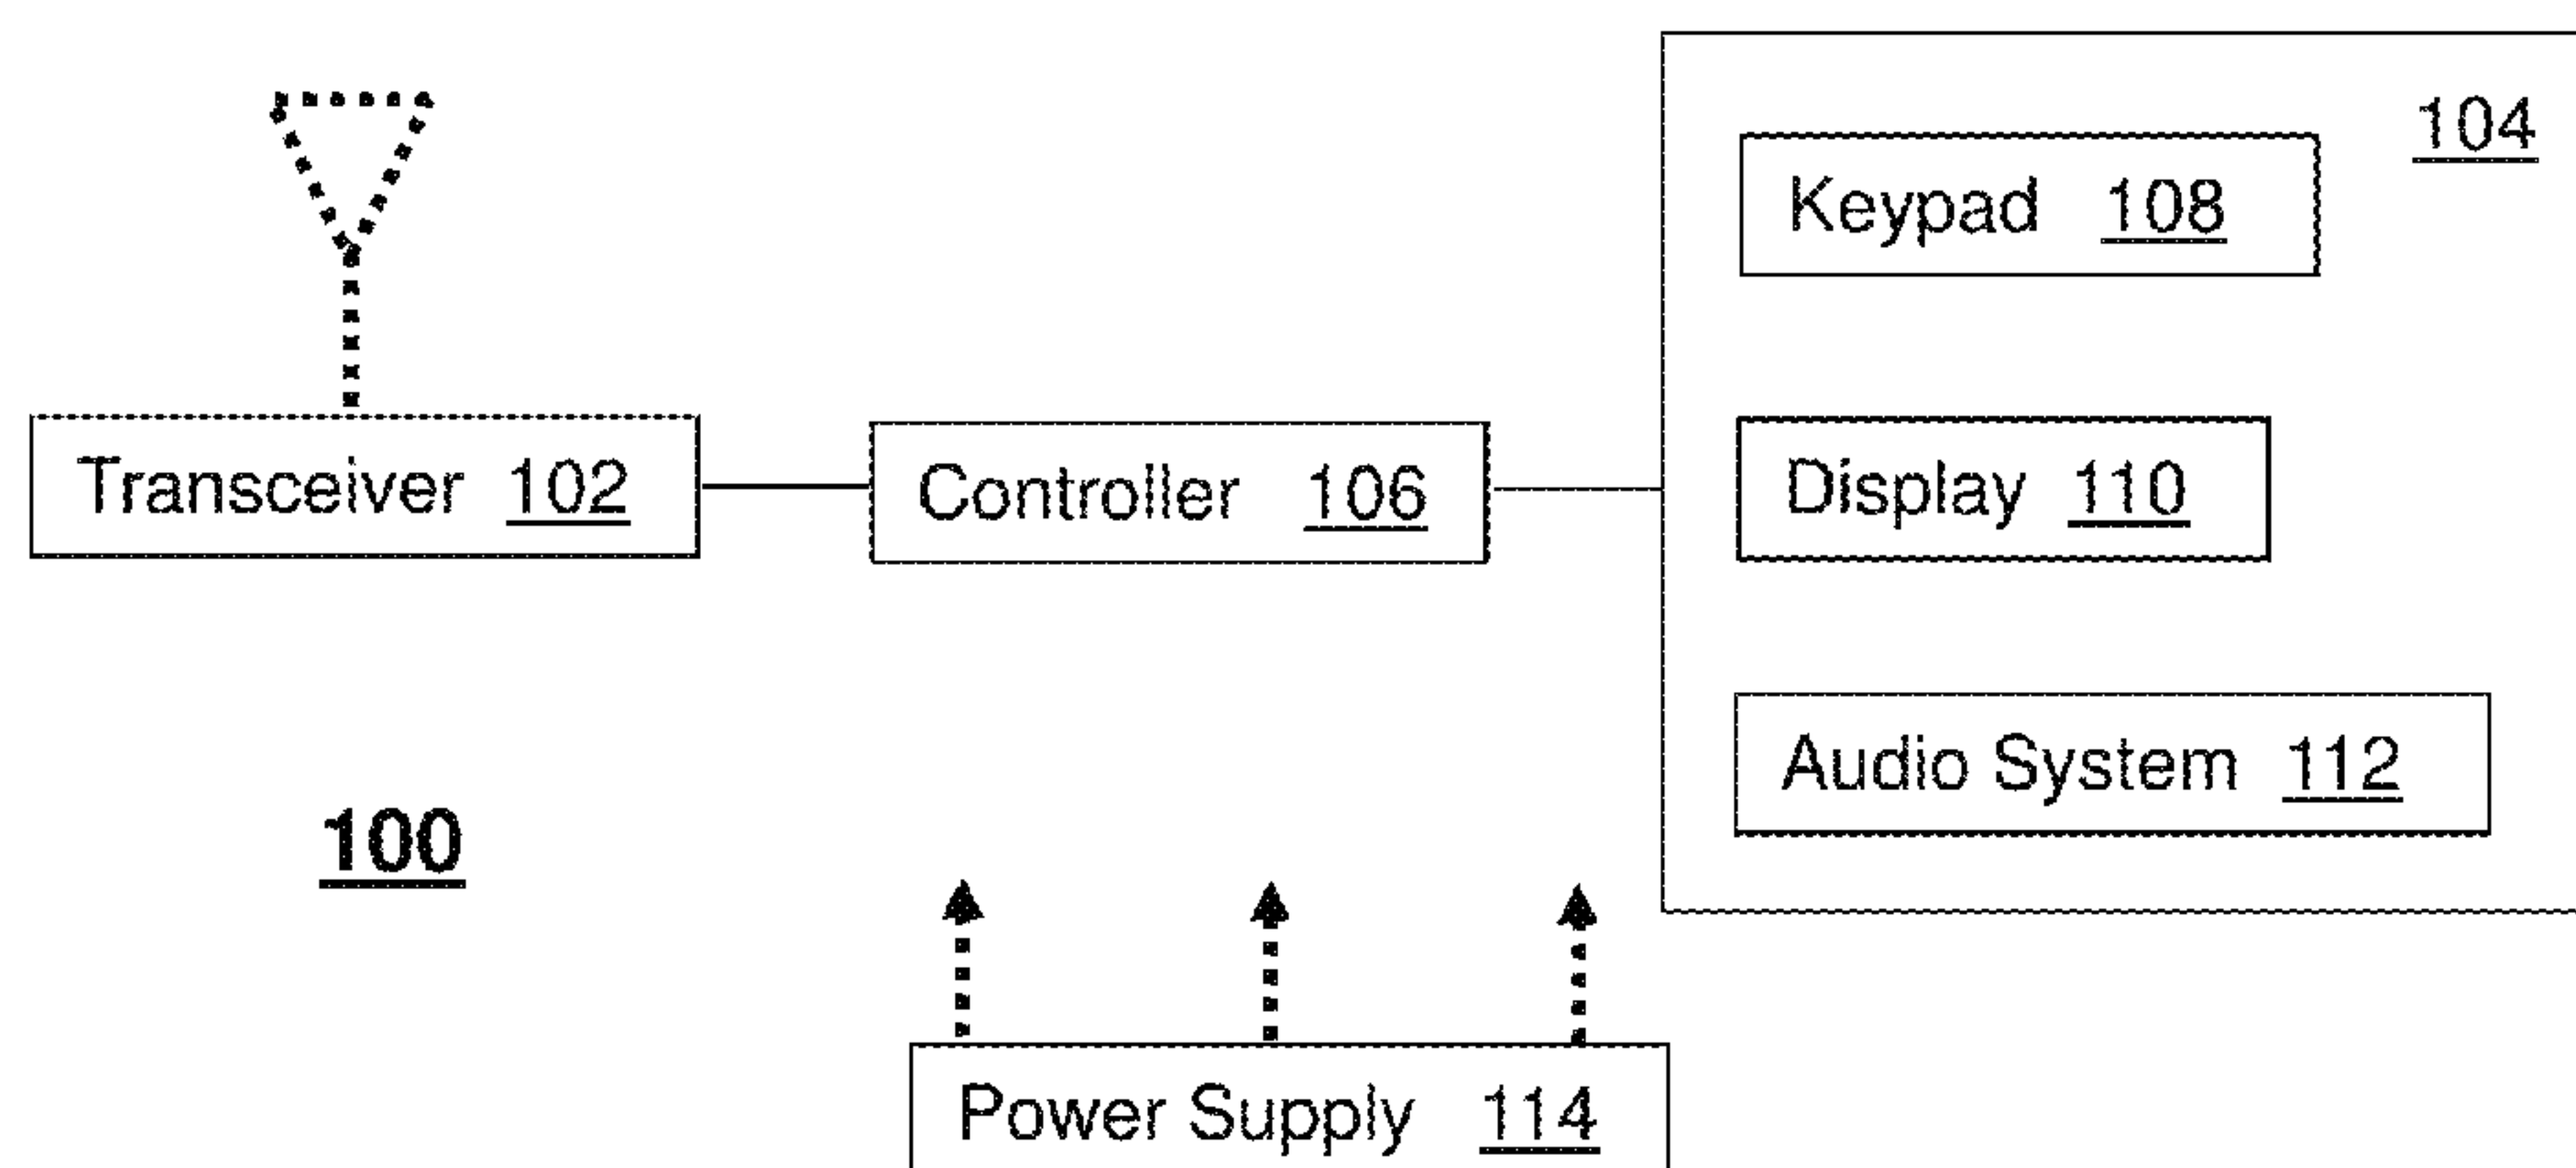 104
Keypad 108
Transceiver 102
Controller 106
Display 110
Audio System 112
100
Power Supply 114